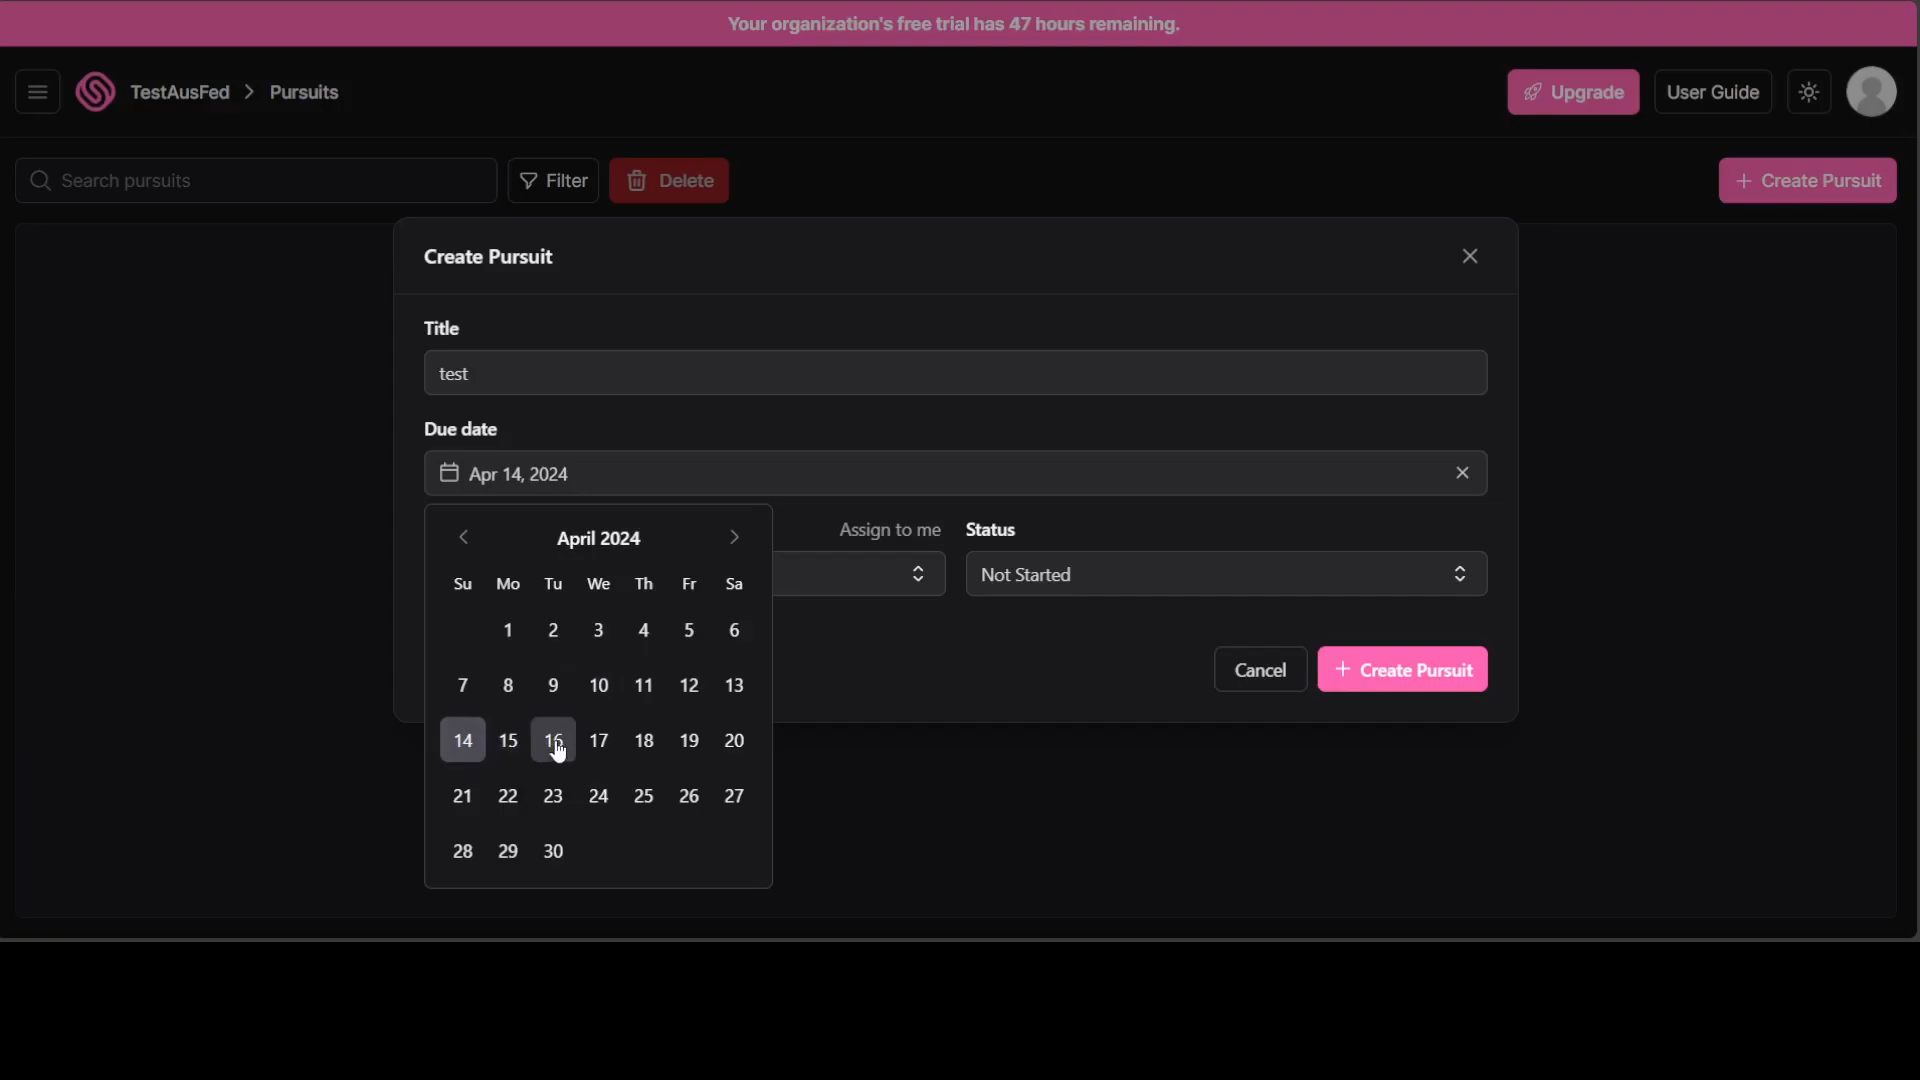 Your organization's free trial has 47 hours remaining.
TestAusFed > Pursuits
Upgrade
User Guide
Search pursuits
Filter
Delete
+ Create Pursuit
Create Pursuit
Title
test
Due date
Apr 14, 2024
April 2024
Su Mo Tu We Th Fr Sa
1 2 3 4 5 6
7 8 9 10 11 12 13
14 15 16 17 18 19 20
21 22 23 24 25 26 27
28 29 30
Assign to me
Status
Not Started
Cancel
+ Create Pursuit